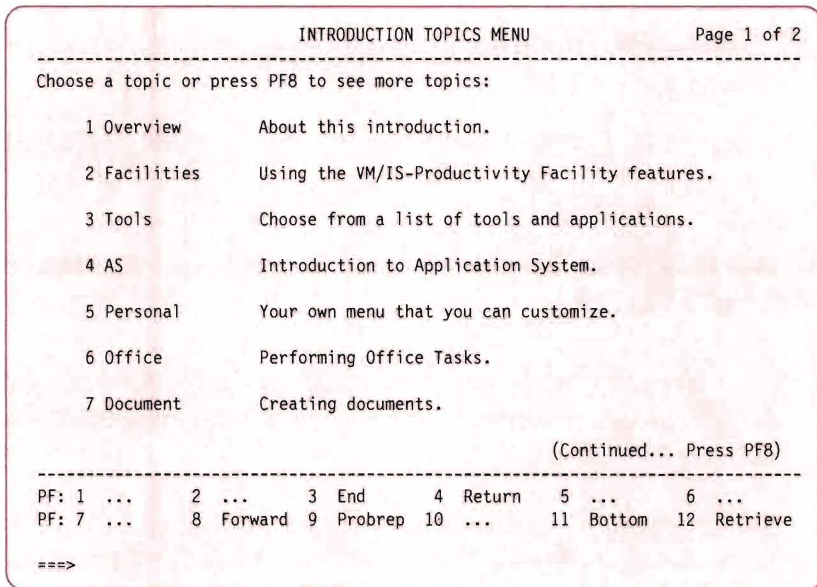 INTRODUCTION TOPICS MENU Page 1 of 2
Choose a topic or press PF8 to see more topics:
1 Overview About this introduction.
2 Facilities Using the VM/IS-Productivity Facility features.
3 Tools Choose from a list of tools and applications.
4 AS Introduction to Application System.
5 Personal Your own menu that you can customize.
6 Office Performing Office Tasks.
7 Document Creating documents.
(Continued... Press PF8)
PF: 1 ... 2 ... 3 End 4 Return 5 ... 6 ...
PF: 7 ... 8 Forward 9 Probrep 10 ... 11 Bottom 12 Retrieve
===>